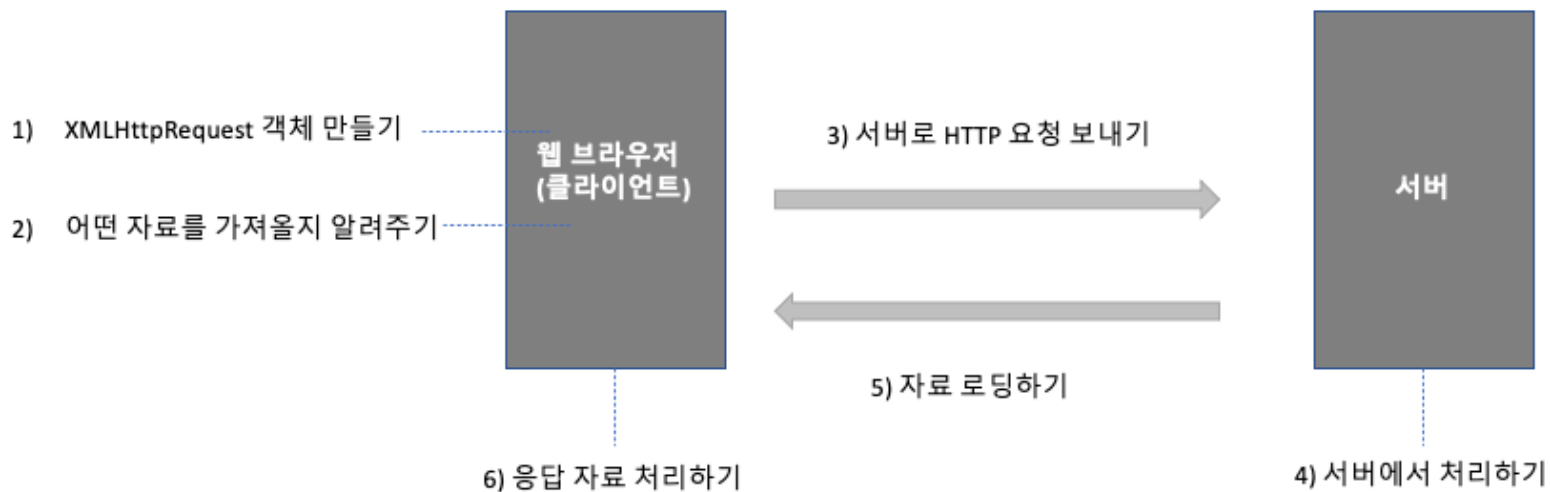 1) XMLHttpRequest 객체 만들기
2) 어떤 자료를 가져올지 알려주기
웹 브라우저
(클라이언트)
3) 서버로 HTTP 요청 보내기
서버
5) 자료 로딩하기
6) 응답 자료 처리하기
4) 서버에서 처리하기